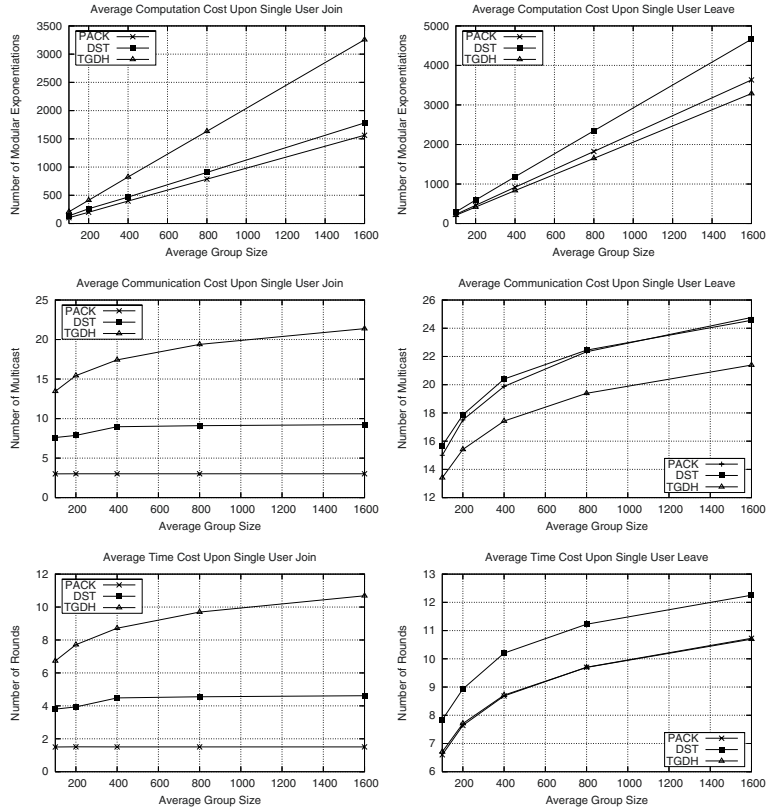 Average Computation Cost Upon Single User Join
Number of Modular Exponentiations
3500
3000
2500
2000
1500
1000
500
0
PACK
DST
TGDH
200 400 600 800 1000 1200 1400 1600
Average Group Size
Average Computation Cost Upon Single User Leave
Number of Modular Exponentiations
5000
4000
3000
2000
1000
0
PACK
DST
TGDH
200 400 600 800 1000 1200 1400 1600
Average Group Size
Average Communication Cost Upon Single User Join
Number of Multicast
25
20
15
10
5
0
PACK
DST
TGDH
200 400 600 800 1000 1200 1400 1600
Average Group Size
Average Communication Cost Upon Single User Leave
Number of Multicast
26
24
22
20
18
16
14
12
PACK
DST
TGDH
200 400 600 800 1000 1200 1400 1600
Average Group Size
Average Time Cost Upon Single User Join
Number of Rounds
12
10
8
6
4
2
0
PACK
DST
TGDH
200 400 600 800 1000 1200 1400 1600
Average Group Size
Average Time Cost Upon Single User Leave
Number of Rounds
13
12
11
10
9
8
7
6
PACK
DST
TGDH
200 400 600 800 1000 1200 1400 1600
Average Group Size